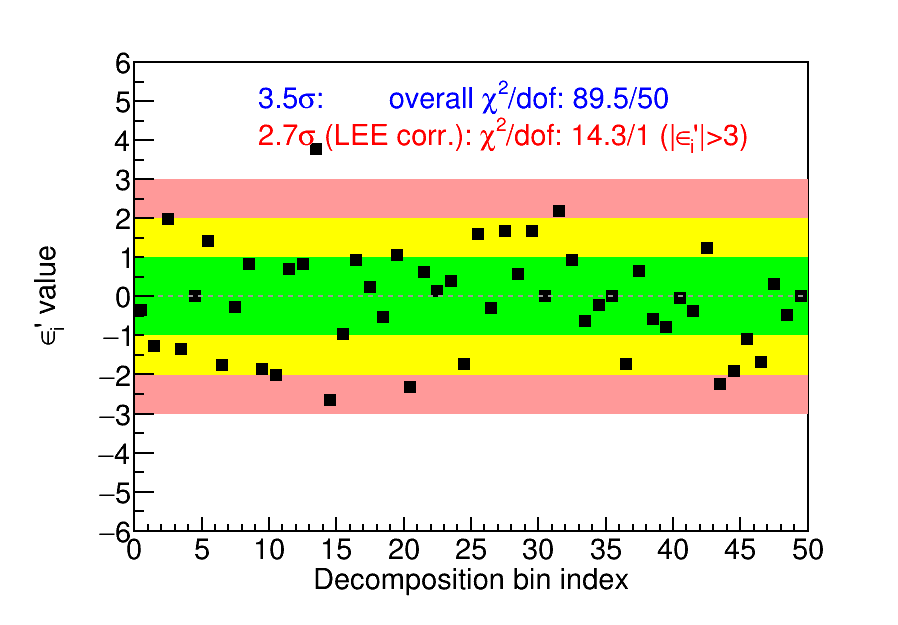 6
5
4
3
2
1
0
−1
−2
−3
−4
−5
−6
ϵi' value
3.5σ: overall χ²/dof: 89.5/50
2.7σ (LEE corr.): χ²/dof: 14.3/1 (|ϵi'|>3)
0 5 10 15 20 25 30 35 40 45 50
Decomposition bin index